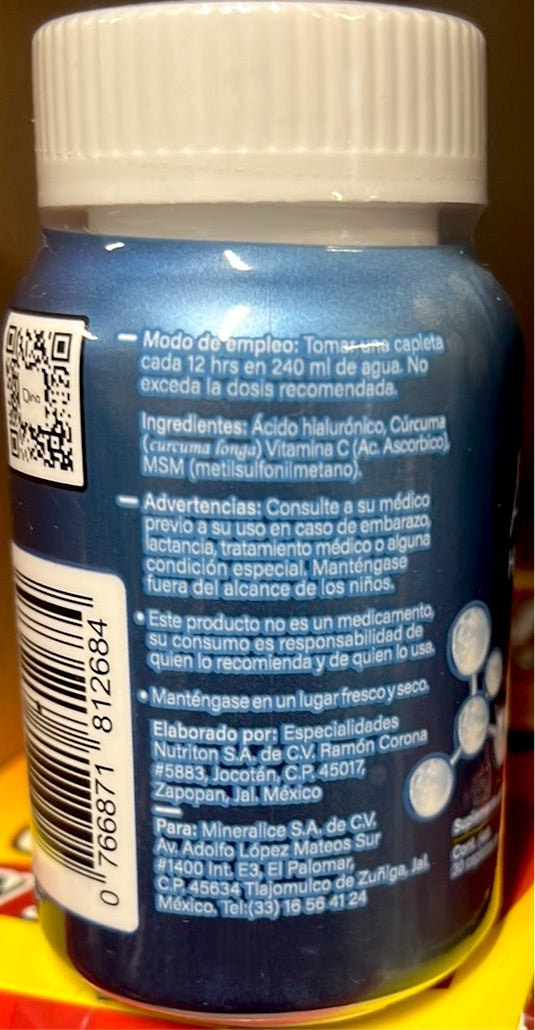 Modo de empleo: Tomar una capleta
cada 12 hrs en 240 ml de agua. No
exceda la dosis recomendada.
Ingredientes: Ácido hialurónico, Cúrcuma
(curcuma longa) Vitamina C (Ac. Ascorbico),
MSM (metilsulfonilmetano).
Advertencias: Consulte a su médico
previo a su uso en caso de embarazo,
lactancia, tratamiento médico o alguna
condición especial. Manténgase
fuera del alcance de los niños.
• Este producto no es un medicamento,
su consumo es responsabilidad de
quien lo recomienda y de quien lo usa.
• Manténgase en un lugar fresco y seco.
Elaborado por: Especialidades
Nutriton S.A. de C.V. Ramón Corona
#5883, Jocotán, C.P. 45017,
Zapopan, Jal. México
Para: Mineralice S.A. de C.V.
Av. Adolfo López Mateos Sur
#1400 Int. E3, El Palomar,
C.P. 45634 Tlajomulco de Zuñiga, Jal.
México. Tel:(33) 16 56 41 24
0 766871 812684
Cont.
30